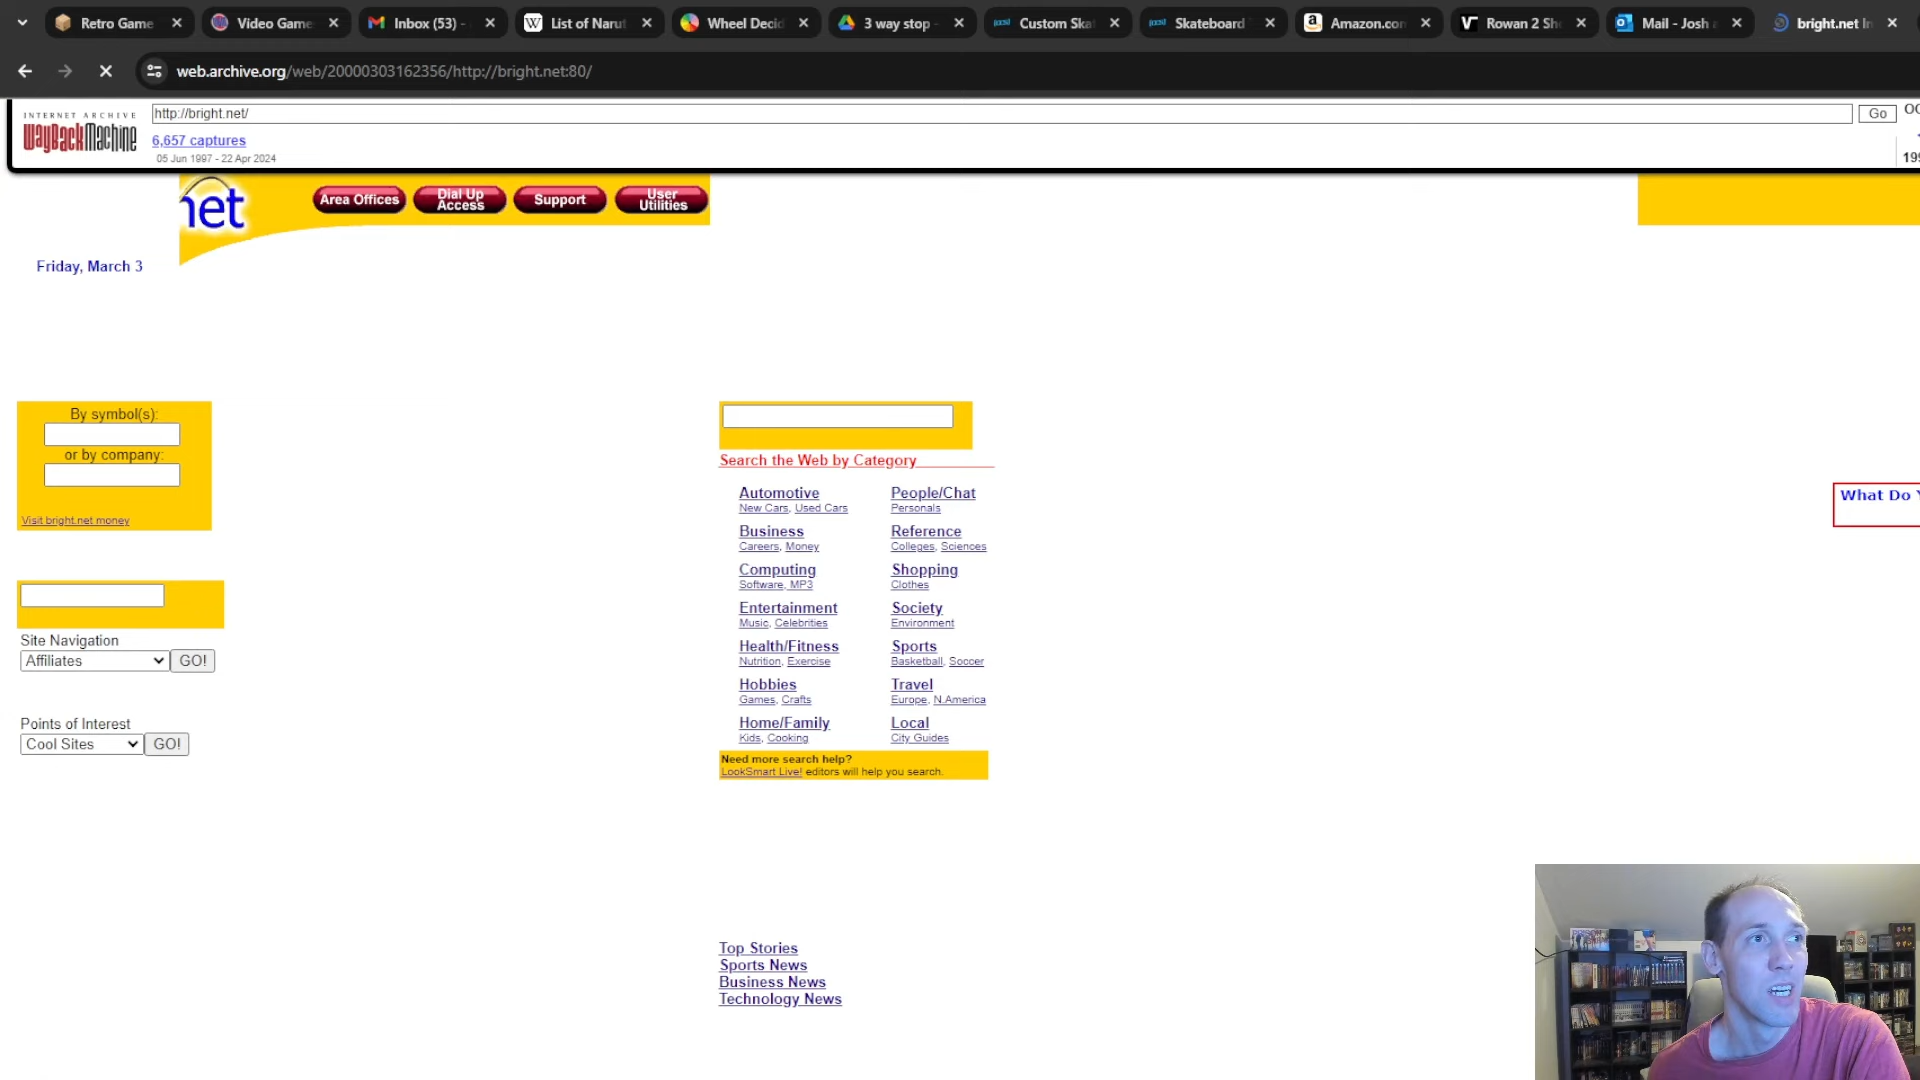 Retro Game
Video Game
Inbox (53) -
List of Narut
Wheel Decid
3 way stop -
Custom Skat
Skateboard
Amazon.com
Rowan 2 Sho
Mail - Josh
bright.net In
web.archive.org/web/20000303162356/http://bright.net:80/
INTERNET ARCHIVE
WayBackMachine
http://bright.net/
Go
6,657 captures
05 Jun 1997 - 22 Apr 2024
net
Area Offices
Dial Up
Access
Support
User
Utilities
Friday, March 3
By symbol(s):
or by company:
Visit bright.net money
Site Navigation
Affiliates
GO!
Points of Interest
Cool Sites
GO!
Search the Web by Category
Automotive
New Cars, Used Cars
People/Chat
Personals
Business
Careers, Money
Reference
Colleges, Sciences
Computing
Software, MP3
Shopping
Clothes
Entertainment
Music, Celebrities
Society
Environment
Health/Fitness
Nutrition, Exercise
Sports
Basketball, Soccer
Hobbies
Games, Crafts
Travel
Europe, N.America
Home/Family
Kids, Cooking
Local
City Guides
Need more search help?
LookSmart Live! editors will help you search.
What Do Y
Top Stories
Sports News
Business News
Technology News